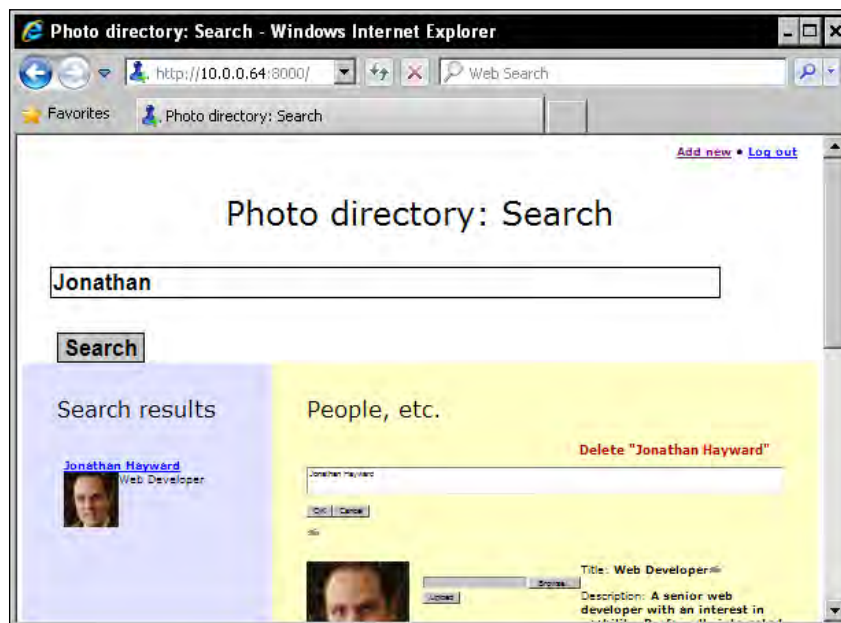 Photo directory: Search - Windows Internet Explorer
http://10.0.0.64:8000/
Web Search
Favorites
Photo directory: Search
Add new • Log out
Photo directory: Search
Jonathan
Search
Search results
People, etc.
Delete "Jonathan Hayward"
Jonathan Hayward
Web Developer
Jonathan Hayward
OK Cancel
Title: Web Developer
Browse...
Upload
Description: A senior web
developer with an interest in